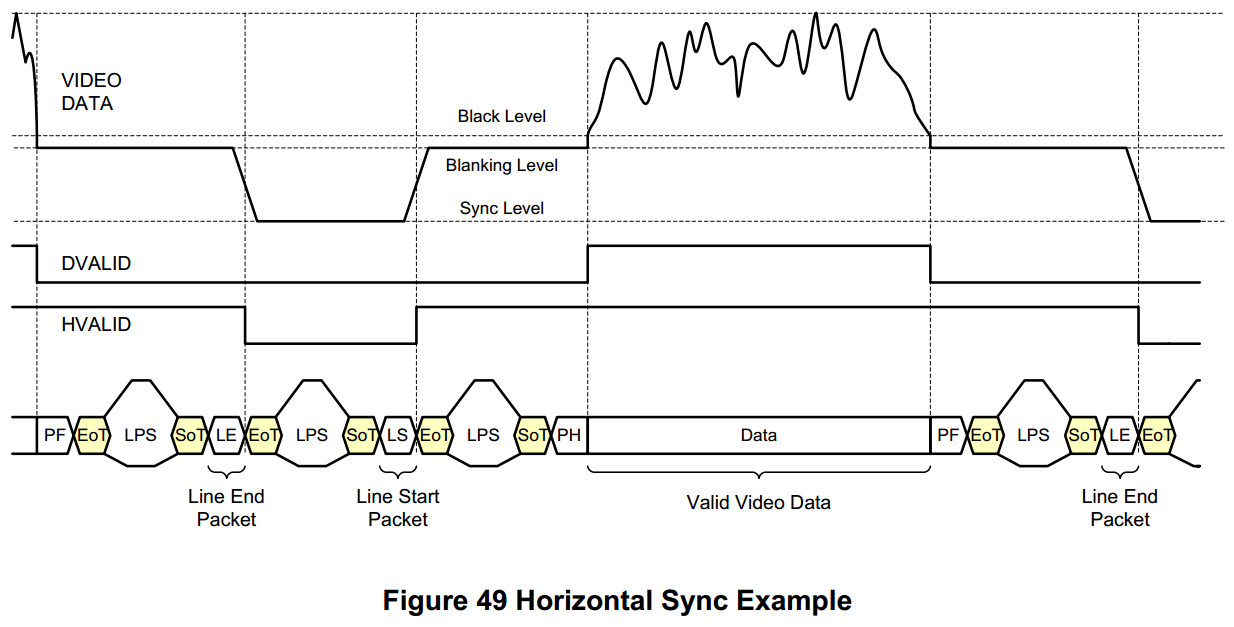 VIDEO
DATA
Black Level
Blanking Level
Sync Level
DVALID
HVALID
PF EoT LPS SoT LE EoT LPS SoT LS EoT LPS SoT PH Data PF EoT LPS SoT LE EoT
Line End
Packet
Line Start
Packet
Valid Video Data
Line End
Packet
Figure 49 Horizontal Sync Example